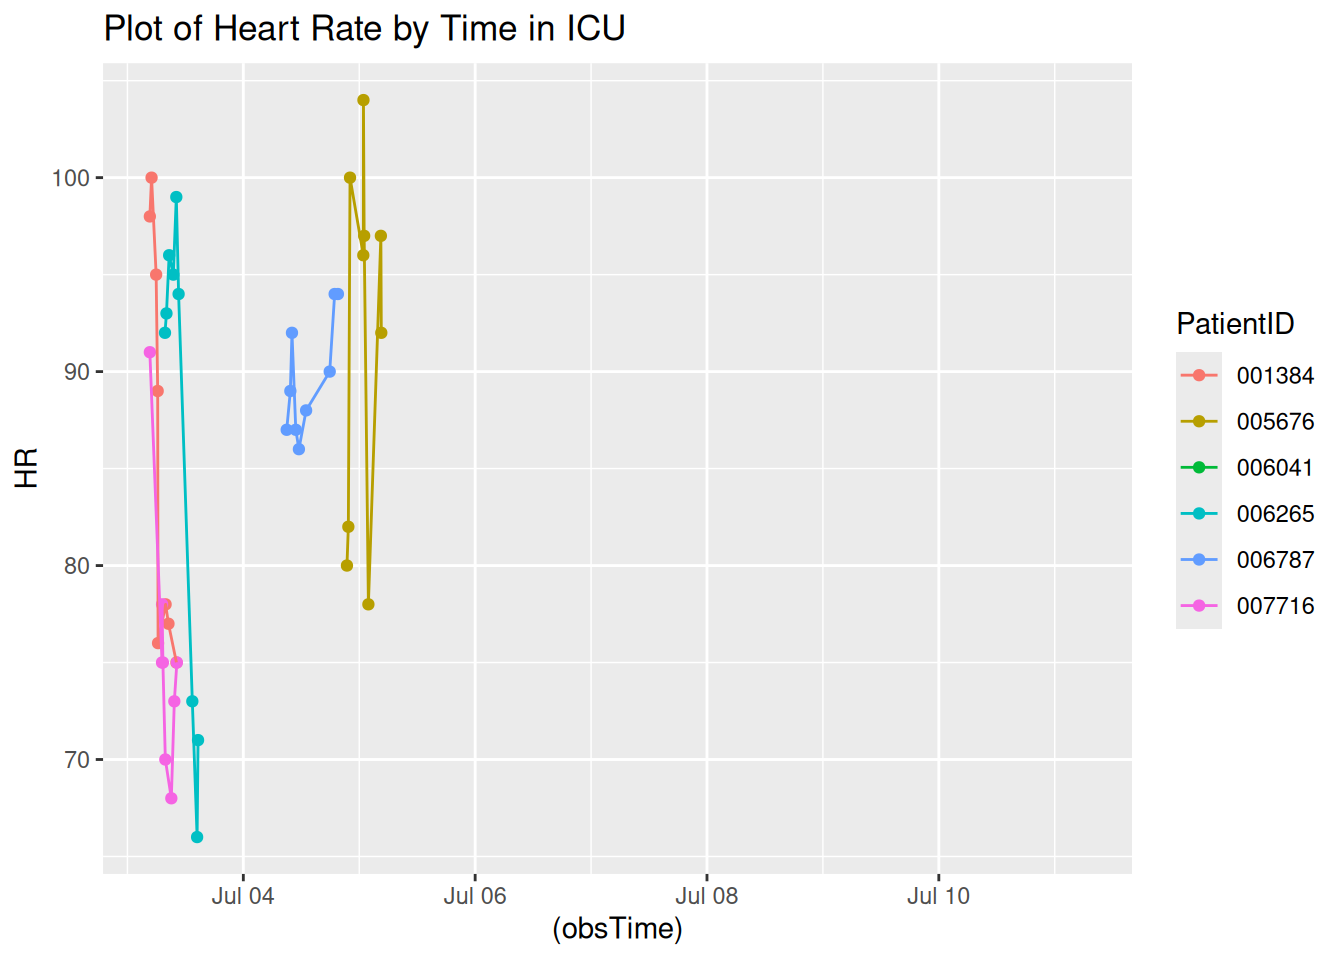 Plot of Heart Rate by Time in ICU
100
90
80
70
HR
Jul 04 Jul 06 Jul 08 Jul 10
(obsTime)
PatientID
001384
005676
006041
006265
006787
007716